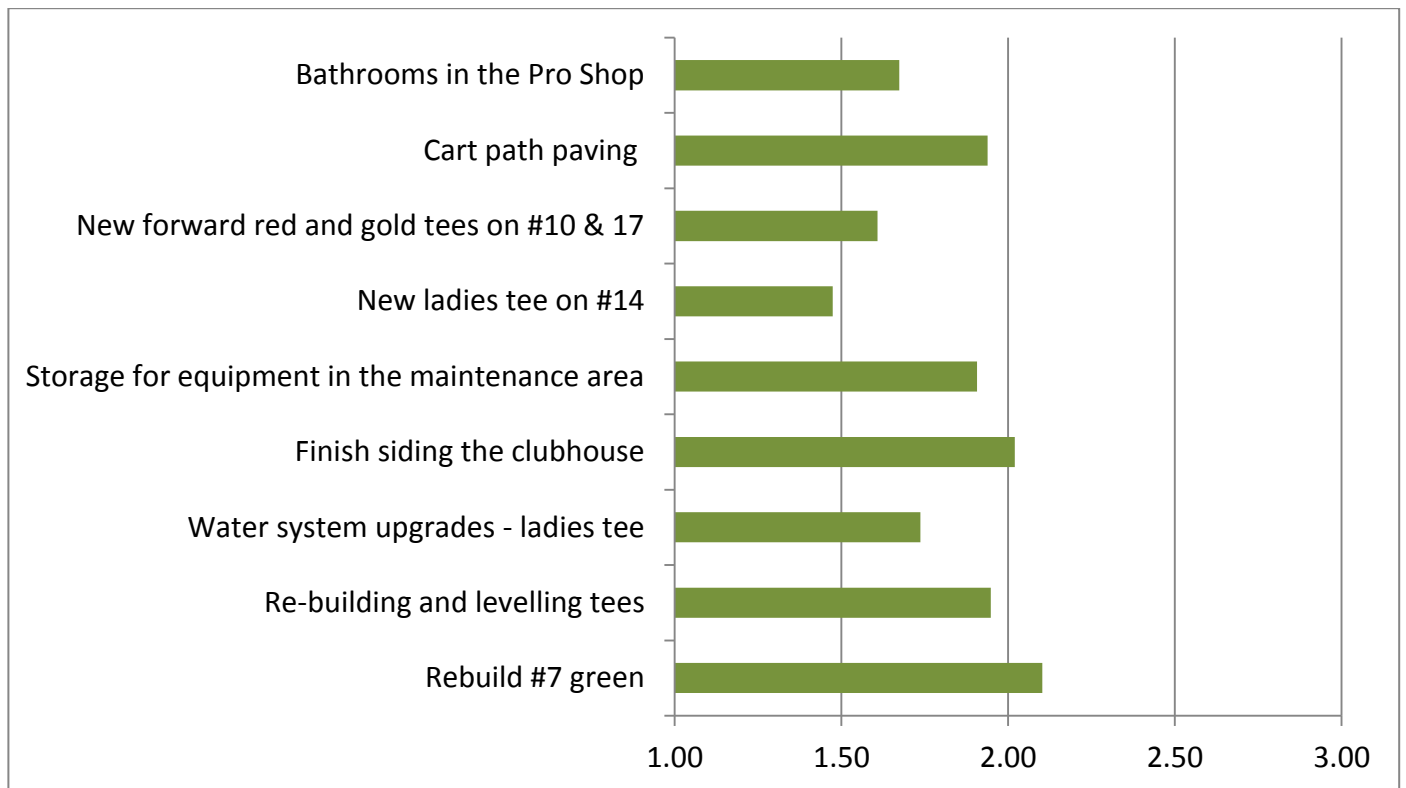 Bathrooms in the Pro Shop
Cart path paving
New forward red and gold tees on #10 & 17
New ladies tee on #14
Storage for equipment in the maintenance area
Finish siding the clubhouse
Water system upgrades - ladies tee
Re-building and levelling tees
Rebuild #7 green
1.00 1.50 2.00 2.50 3.00